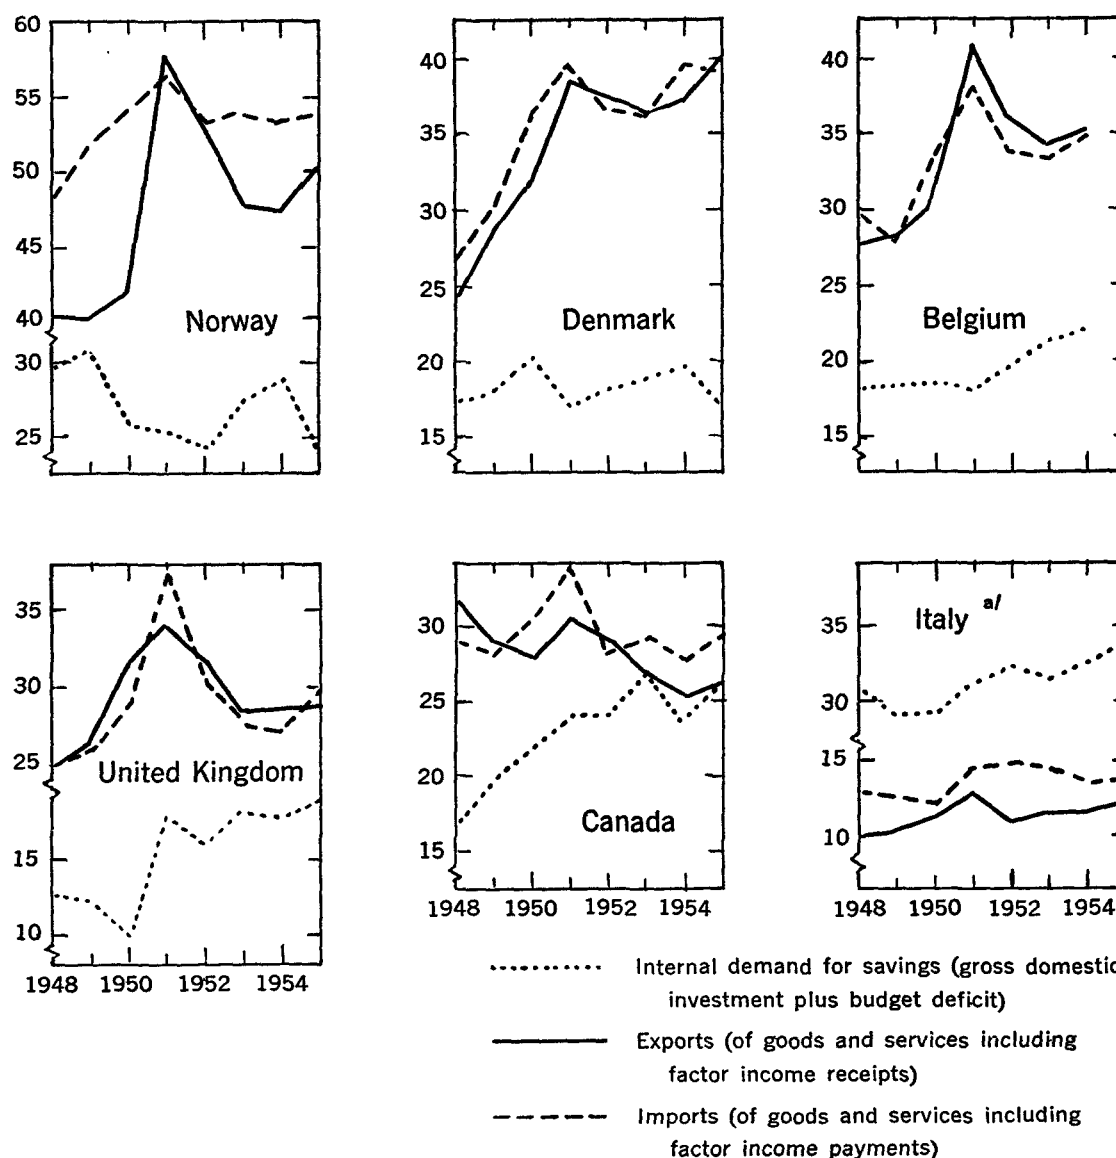 60
55
50
45
40
30
25
Norway
40
35
30
25
20
15
Denmark
40
35
30
25
20
15
Belgium
35
30
25
15
10
United Kingdom
1948 1950 1952 1954
30
25
20
15
Canada
1948 1950 1952 1954
35
30
15
10
Italy a/
1948 1950 1952 1954
Internal demand for savings (gross domestic
investment plus budget deficit)
Exports (of goods and services including
factor income receipts)
Imports (of goods and services including
factor income payments)